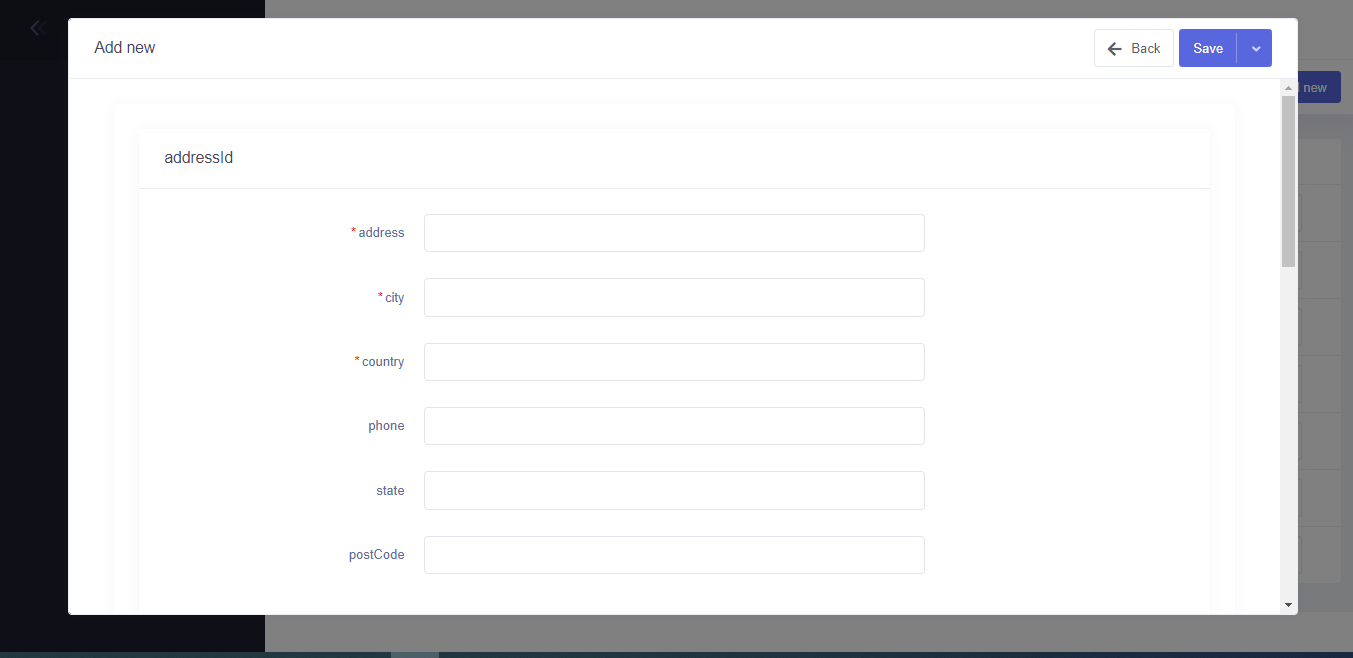 Add new
Back
Save
new
addressId
*address
*city
*country
phone
state
postCode